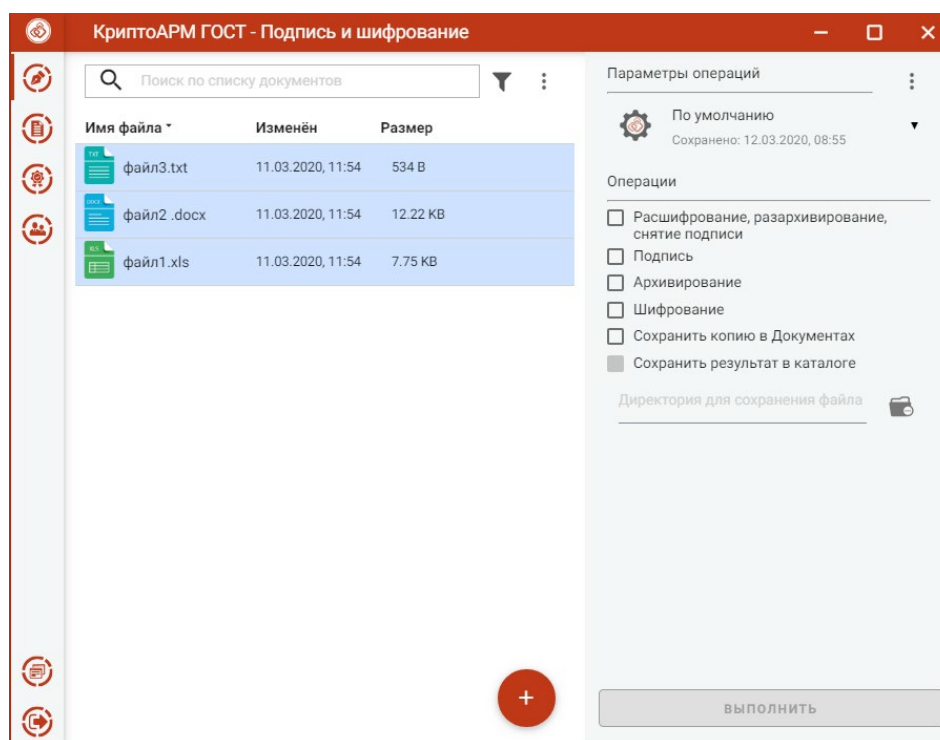 КриптоАРМ ГОСТ - Подпись и шифрование
Поиск по списку документов
Имя файла Изменён Размер
TXT
файл3.txt 11.03.2020, 11:54 534 B
DOCX
файл2 .docx 11.03.2020, 11:54 12.22 KB
XLS
файл1.xls 11.03.2020, 11:54 7.75 KB
Параметры операций
По умолчанию
Сохранено: 12.03.2020, 08:55
Операции
Расшифрование, разархивирование,
снятие подписи
Подпись
Архивирование
Шифрование
Сохранить копию в Документах
Сохранить результат в каталоге
Директория для сохранения файла
ВЫПОЛНИТЬ